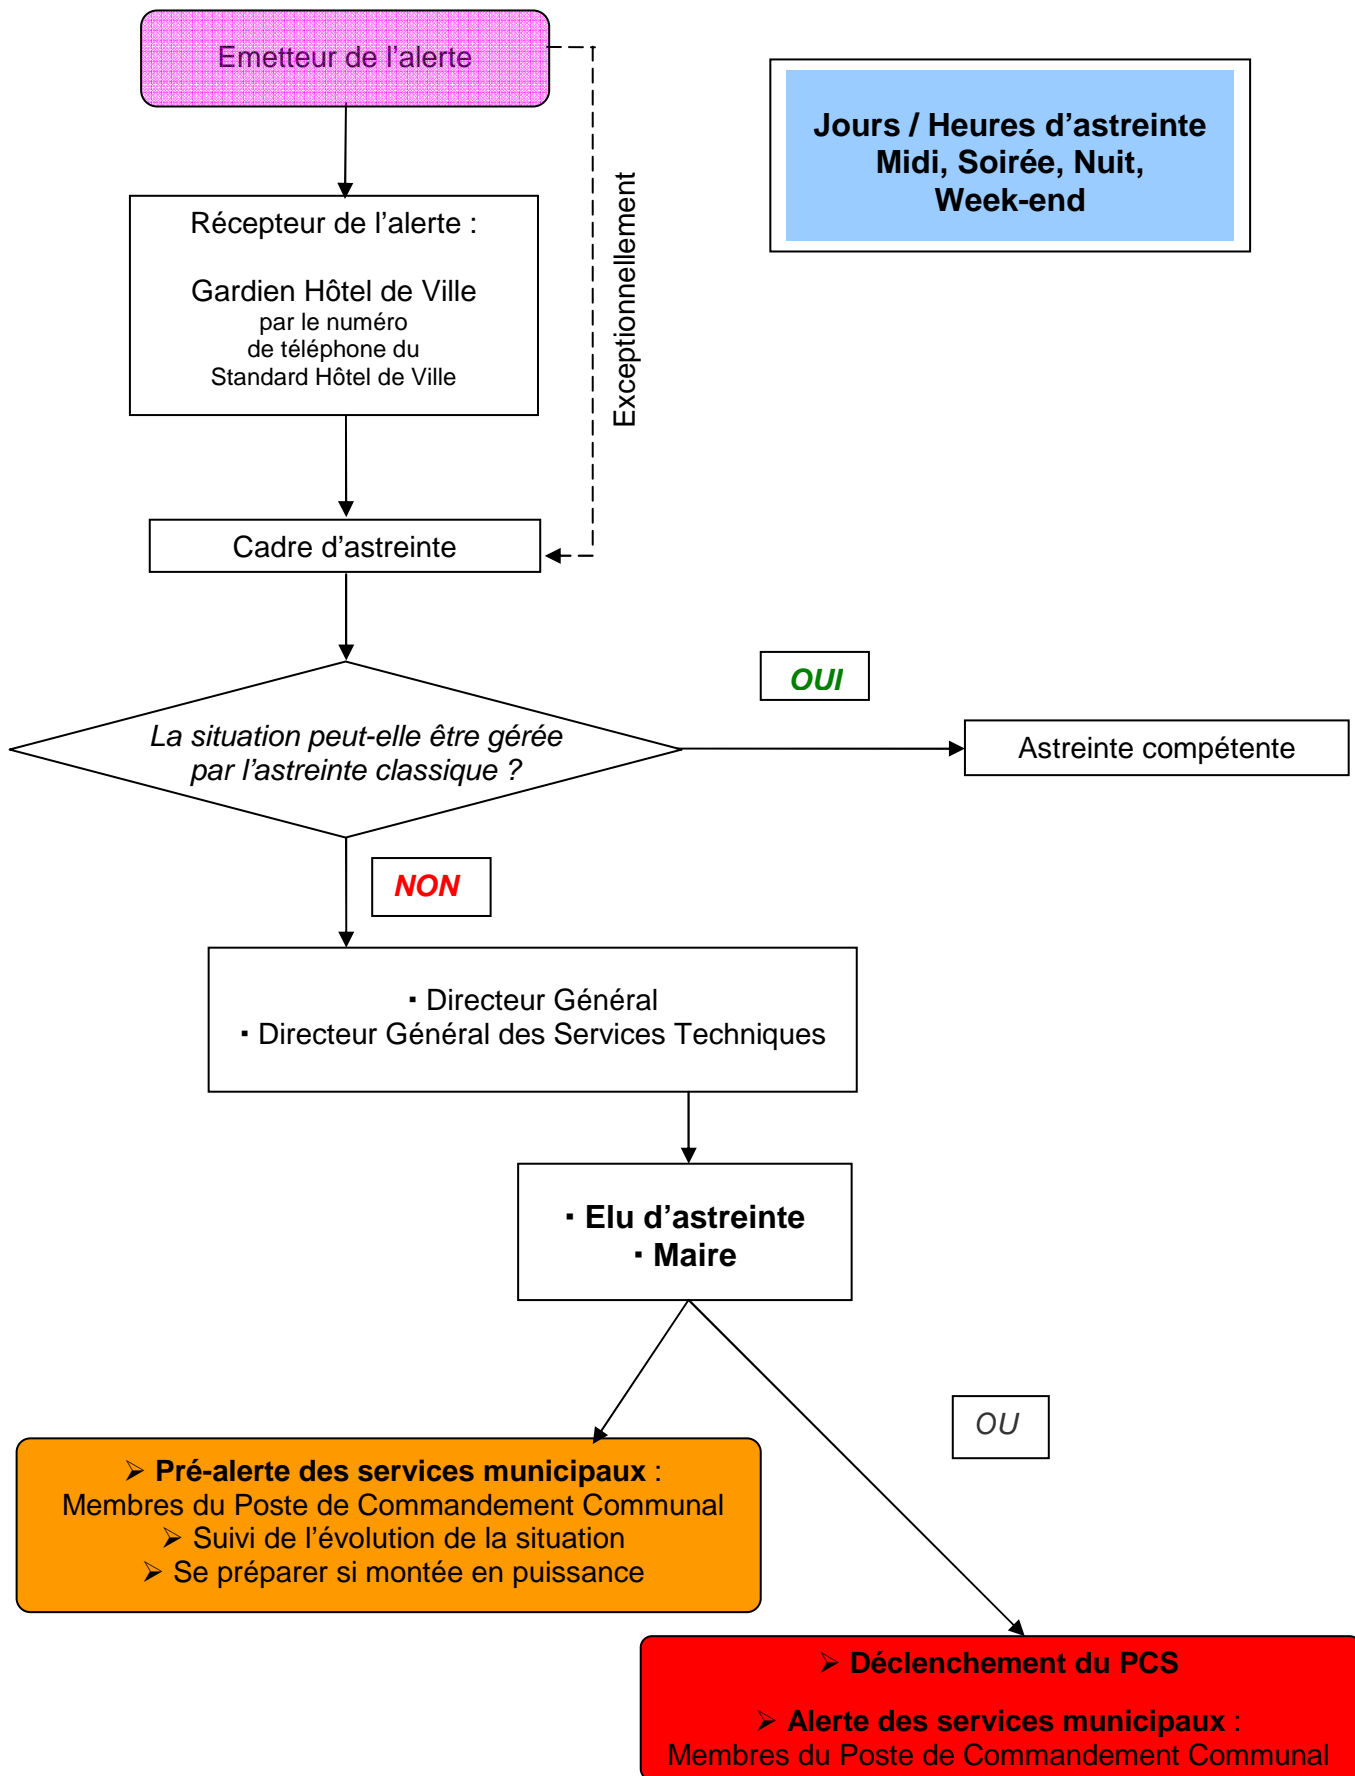 Emetteur de l’alerte
Jours / Heures d’astreinte
Midi, Soirée, Nuit,
Week-end
Exceptionnellement
Récepteur de l’alerte :
Gardien Hôtel de Ville
par le numéro
de téléphone du
Standard Hôtel de Ville
Cadre d’astreinte
La situation peut-elle être gérée
par l’astreinte classique ?
OUI
Astreinte compétente
NON
▪ Directeur Général
▪ Directeur Général des Services Techniques
▪ Elu d’astreinte
▪ Maire
OU
➢ Pré-alerte des services municipaux :
Membres du Poste de Commandement Communal
➢ Suivi de l’évolution de la situation
➢ Se préparer si montée en puissance
➢ Déclenchement du PCS
➢ Alerte des services municipaux :
Membres du Poste de Commandement Communal